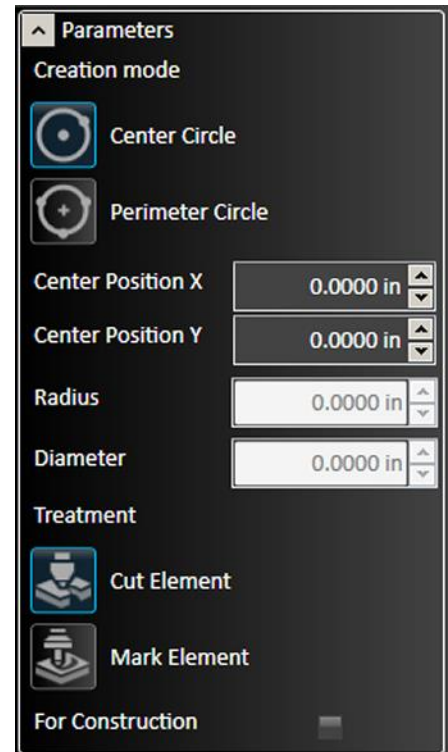 Parameters
Creation mode
Center Circle
Perimeter Circle
Center Position X 0.0000 in
Center Position Y 0.0000 in
Radius 0.0000 in
Diameter 0.0000 in
Treatment
Cut Element
Mark Element
For Construction